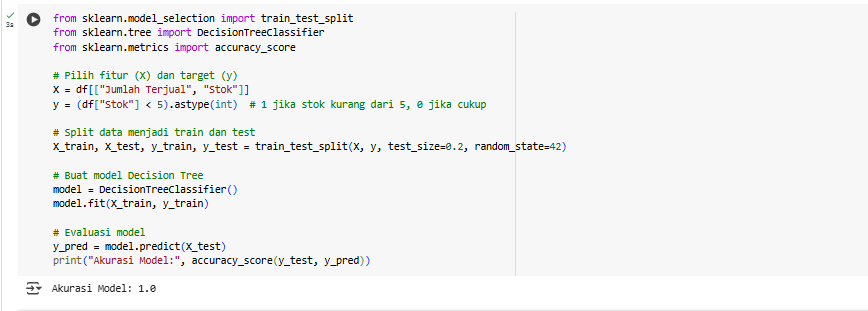 3s
from sklearn.model_selection import train_test_split
from sklearn.tree import DecisionTreeClassifier
from sklearn.metrics import accuracy_score
# Pilih fitur (X) dan target (y)
X = df[["Jumlah Terjual", "Stok"]]
y = (df["Stok"] < 5).astype(int)  # 1 jika stok kurang dari 5, 0 jika cukup
# Split data menjadi train dan test
X_train, X_test, y_train, y_test = train_test_split(X, y, test_size=0.2, random_state=42)
# Buat model Decision Tree
model = DecisionTreeClassifier()
model.fit(X_train, y_train)
# Evaluasi model
y_pred = model.predict(X_test)
print("Akurasi Model:", accuracy_score(y_test, y_pred))
Akurasi Model: 1.0